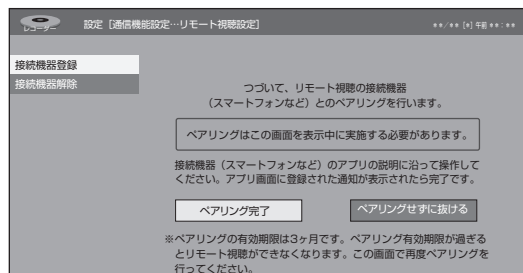 レコーダー 設定［通信機能設定…リモート視聴設定］ **/**［*］午前**：**
接続機器登録
接続機器解除
つづいて、リモート視聴の接続機器
（スマートフォンなど）とのペアリングを行います。
ペアリングはこの画面を表示中に実施する必要があります。
接続機器（スマートフォンなど）のアプリの説明に沿って操作して
ください。アプリ画面に登録された通知が表示されたら完了です。
ペアリング完了 ペアリングせずに抜ける
※ペアリングの有効期限は3ヶ月です。ペアリング有効期限が過ぎる
とリモート視聴ができなくなります。この画面で再度ペアリングを
行ってください。